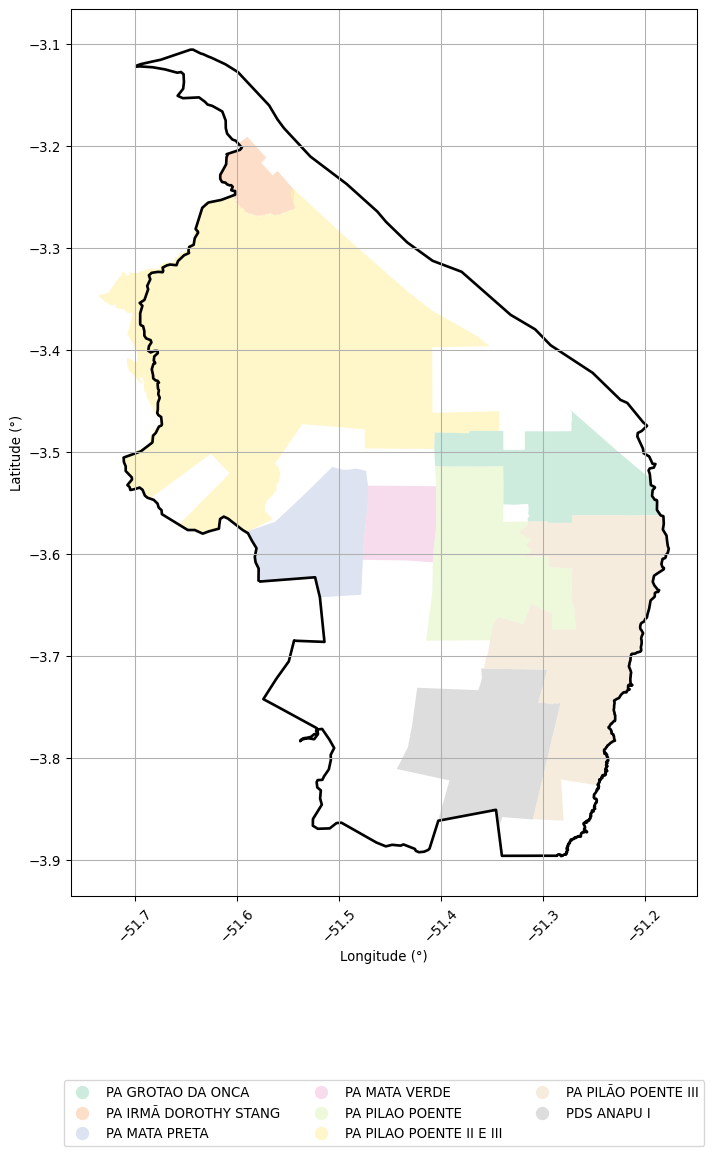 −3.1
−3.2
−3.3
−3.4
−3.5
−3.6
−3.7
−3.8
−3.9
Latitude (°)
−51.7
−51.6
−51.5
−51.4
−51.3
−51.2
Longitude (°)
PA GROTAO DA ONCA
PA IRMÃ DOROTHY STANG
PA MATA PRETA
PA MATA VERDE
PA PILAO POENTE
PA PILAO POENTE II E III
PA PILÃO POENTE III
PDS ANAPU I